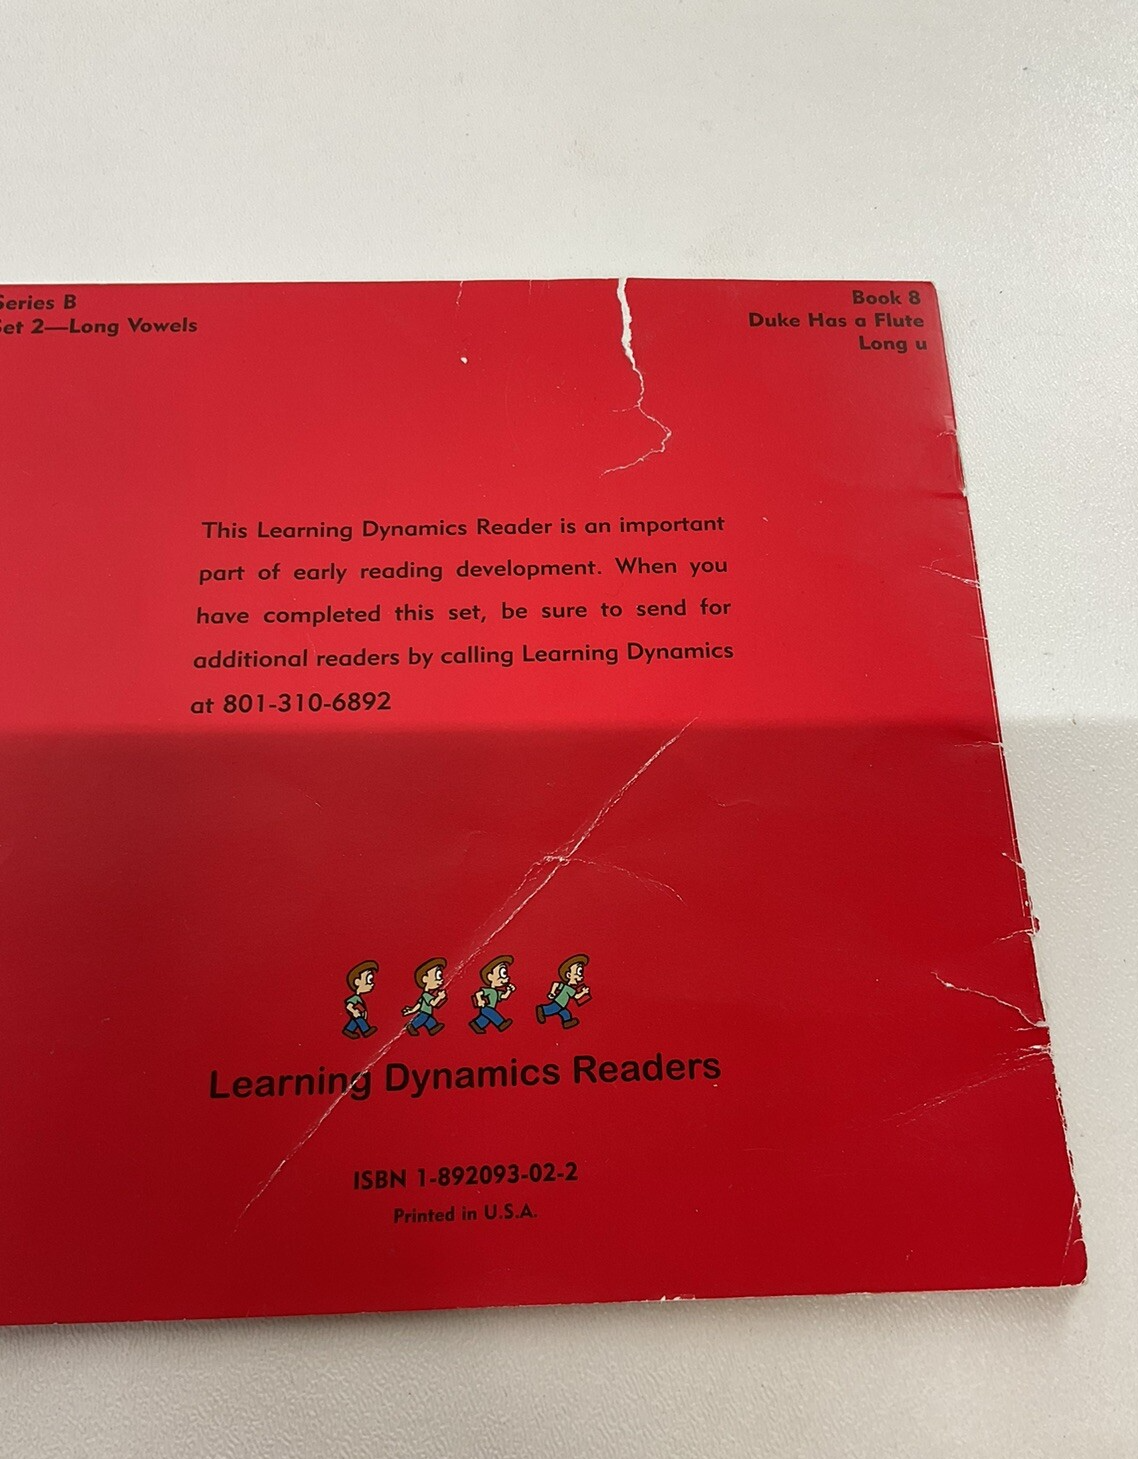 Series B
Set 2—Long Vowels
Book 8
Duke Has a Flute
Long u
This Learning Dynamics Reader is an important
part of early reading development. When you
have completed this set, be sure to send for
additional readers by calling Learning Dynamics
at 801-310-6892
Learning Dynamics Readers
ISBN 1-892093-02-2
Printed in U.S.A.